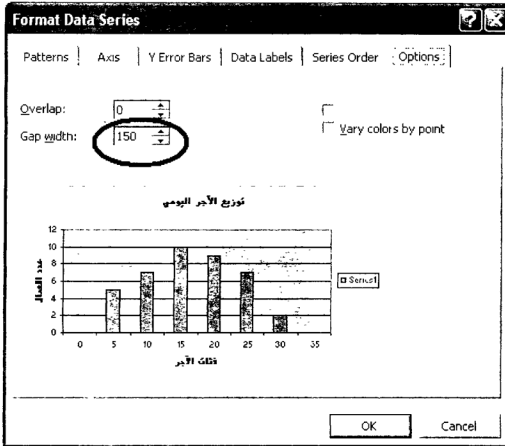 Format Data Series
Patterns Axis Y Error Bars Data Labels Series Order Options
Overlap: 0
Gap width: 150
Vary colors by point
توزيع الآجر اليومي
عدد العمال
12
10
8
6
4
2
0
0 5 10 15 20 25 30 35
فئات الآجر
Series1
OK Cancel